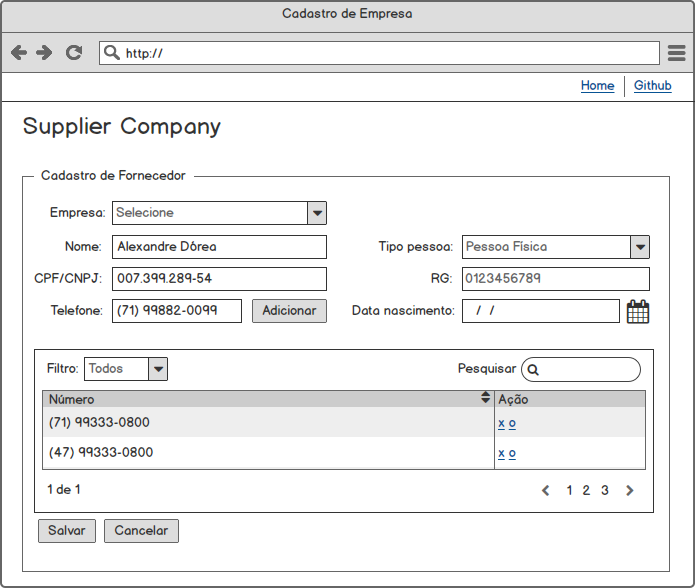 Cadastro de Empresa
http://
Home Github
Supplier Company
Cadastro de Fornecedor
Empresa: Selecione
Nome: Alexandre Dórea Tipo pessoa: Pessoa Física
CPF/CNPJ: 007.399.289-54 RG: 0123456789
Telefone: (71) 99882-0099 Adicionar Data nascimento: / /
Filtro: Todos Pesquisar
Número Ação
(71) 99333-0800 x o
(47) 99333-0800 x o
1 de 1 1 2 3
Salvar Cancelar